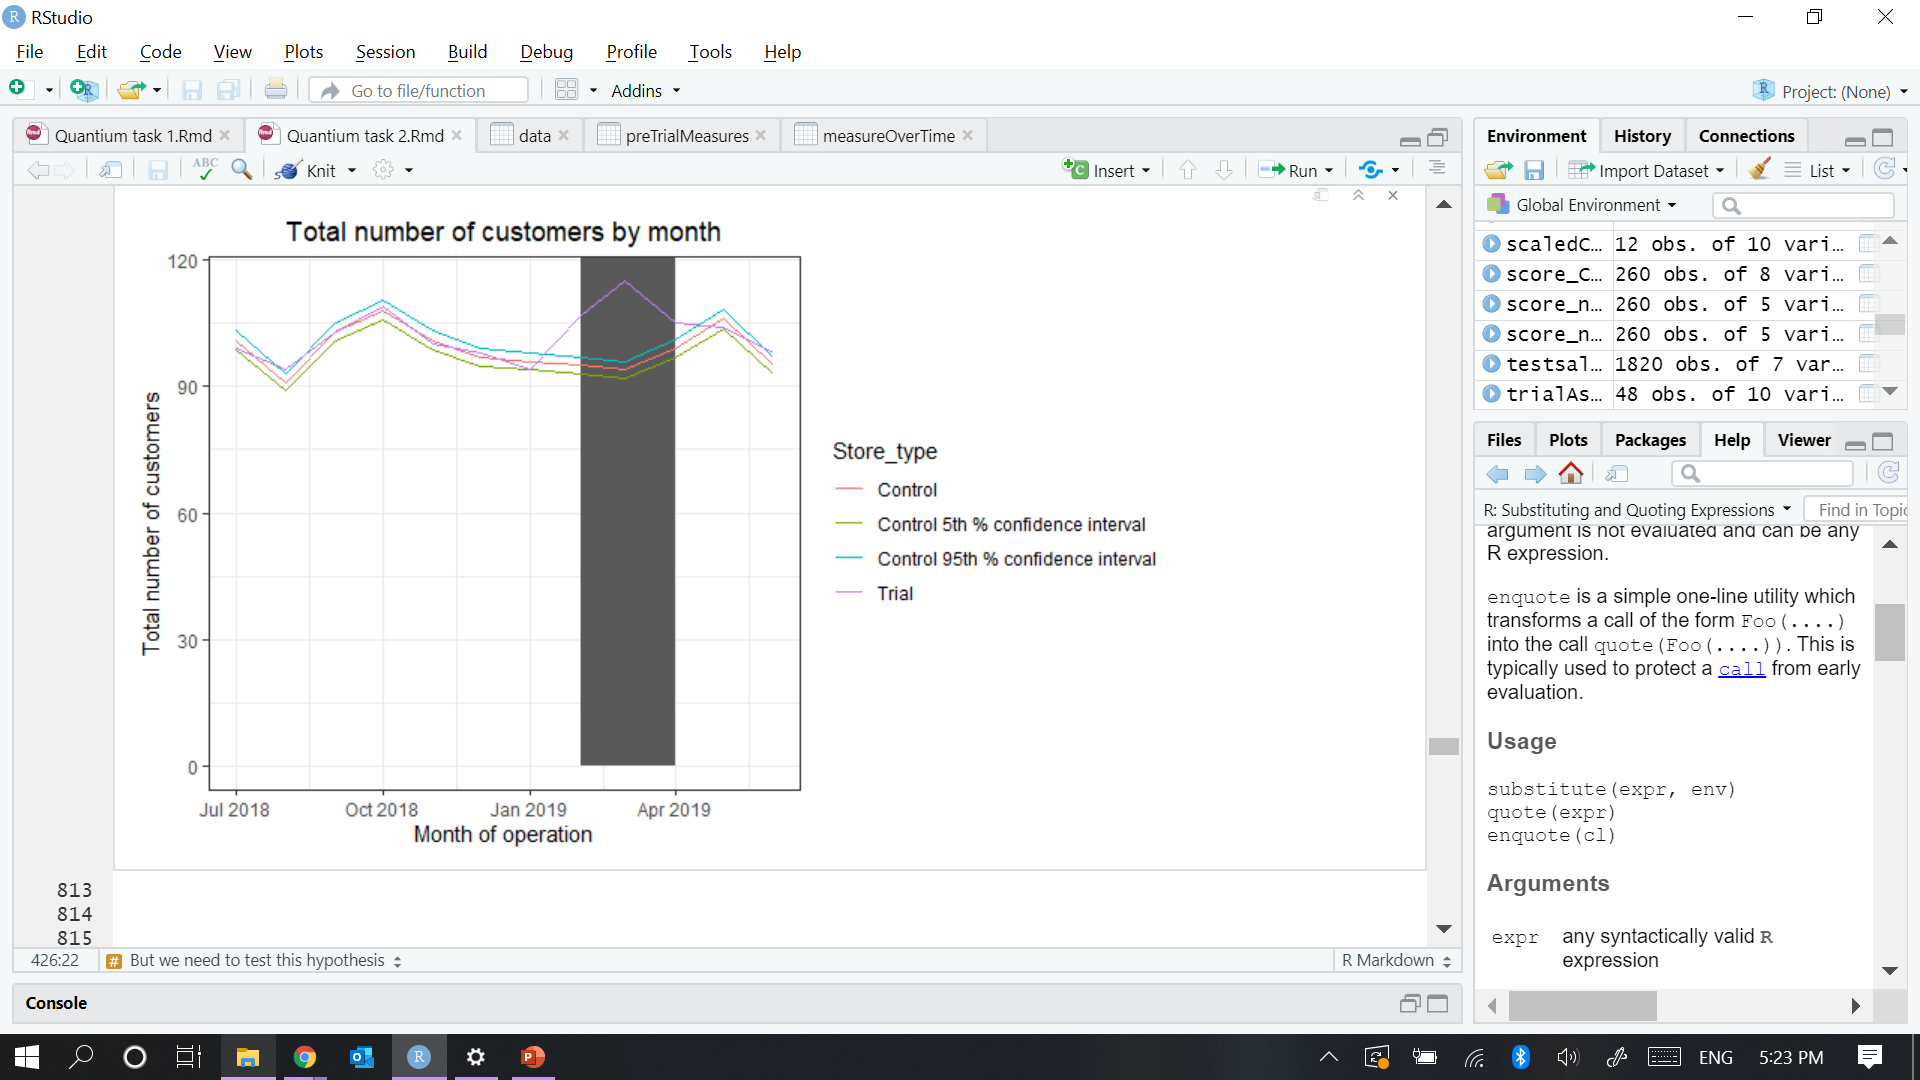 RStudio
File Edit Code View Plots Session Build Debug Profile Tools Help
Go to file/function Addins Project: (None)
Quantium task 1.Rmd Quantium task 2.Rmd data preTrialMeasures measureOverTime
ABC Knit Insert Run
Total number of customers by month
120
90
60
30
0
Total number of customers
Jul 2018 Oct 2018 Jan 2019 Apr 2019
Month of operation
Store_type
Control
Control 5th % confidence interval
Control 95th % confidence interval
Trial
813
814
815
426:22 # But we need to test this hypothesis R Markdown
Console
Environment History Connections
Import Dataset List
Global Environment
scaledC... 12 obs. of 10 vari...
score_C... 260 obs. of 8 vari...
score_n... 260 obs. of 5 vari...
score_n... 260 obs. of 5 vari...
testsal... 1820 obs. of 7 var...
trialAs... 48 obs. of 10 vari...
Files Plots Packages Help Viewer
R: Substituting and Quoting Expressions Find in Topic
argument is not evaluated and can be any
R expression.
enquote is a simple one-line utility which
transforms a call of the form Foo(....)
into the call quote(Foo(....)). This is
typically used to protect a call from early
evaluation.
Usage
substitute(expr, env)
quote(expr)
enquote(cl)
Arguments
expr any syntactically valid R
expression
ENG 5:23 PM